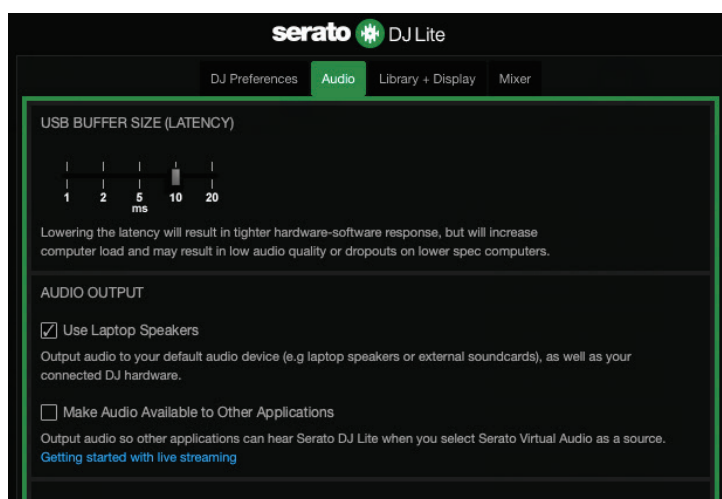 serato DJ Lite
DJ Preferences Audio Library + Display Mixer
USB BUFFER SIZE (LATENCY)
1 2 5 10 20
ms
Lowering the latency will result in tighter hardware-software response, but will increase
computer load and may result in low audio quality or dropouts on lower spec computers.
AUDIO OUTPUT
Use Laptop Speakers
Output audio to your default audio device (e.g laptop speakers or external soundcards), as well as your
connected DJ hardware.
Make Audio Available to Other Applications
Output audio so other applications can hear Serato DJ Lite when you select Serato Virtual Audio as a source.
Getting started with live streaming